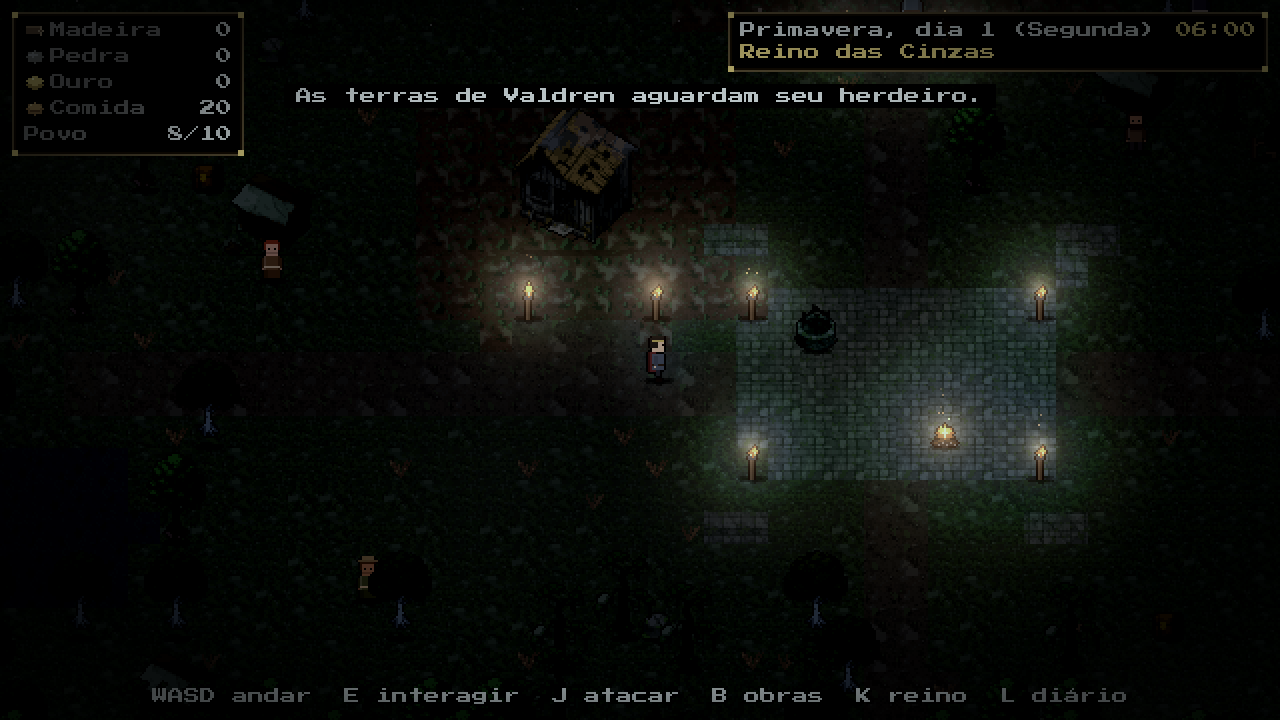 Madeira 0
Pedra 0
Ouro 0
Comida 20
Povo 8/10
Primavera, dia 1 (Segunda) 06:00
Reino das Cinzas
As terras de Valdren aguardam seu herdeiro.
WASD andar E interagir J atacar B obras K reino L diário